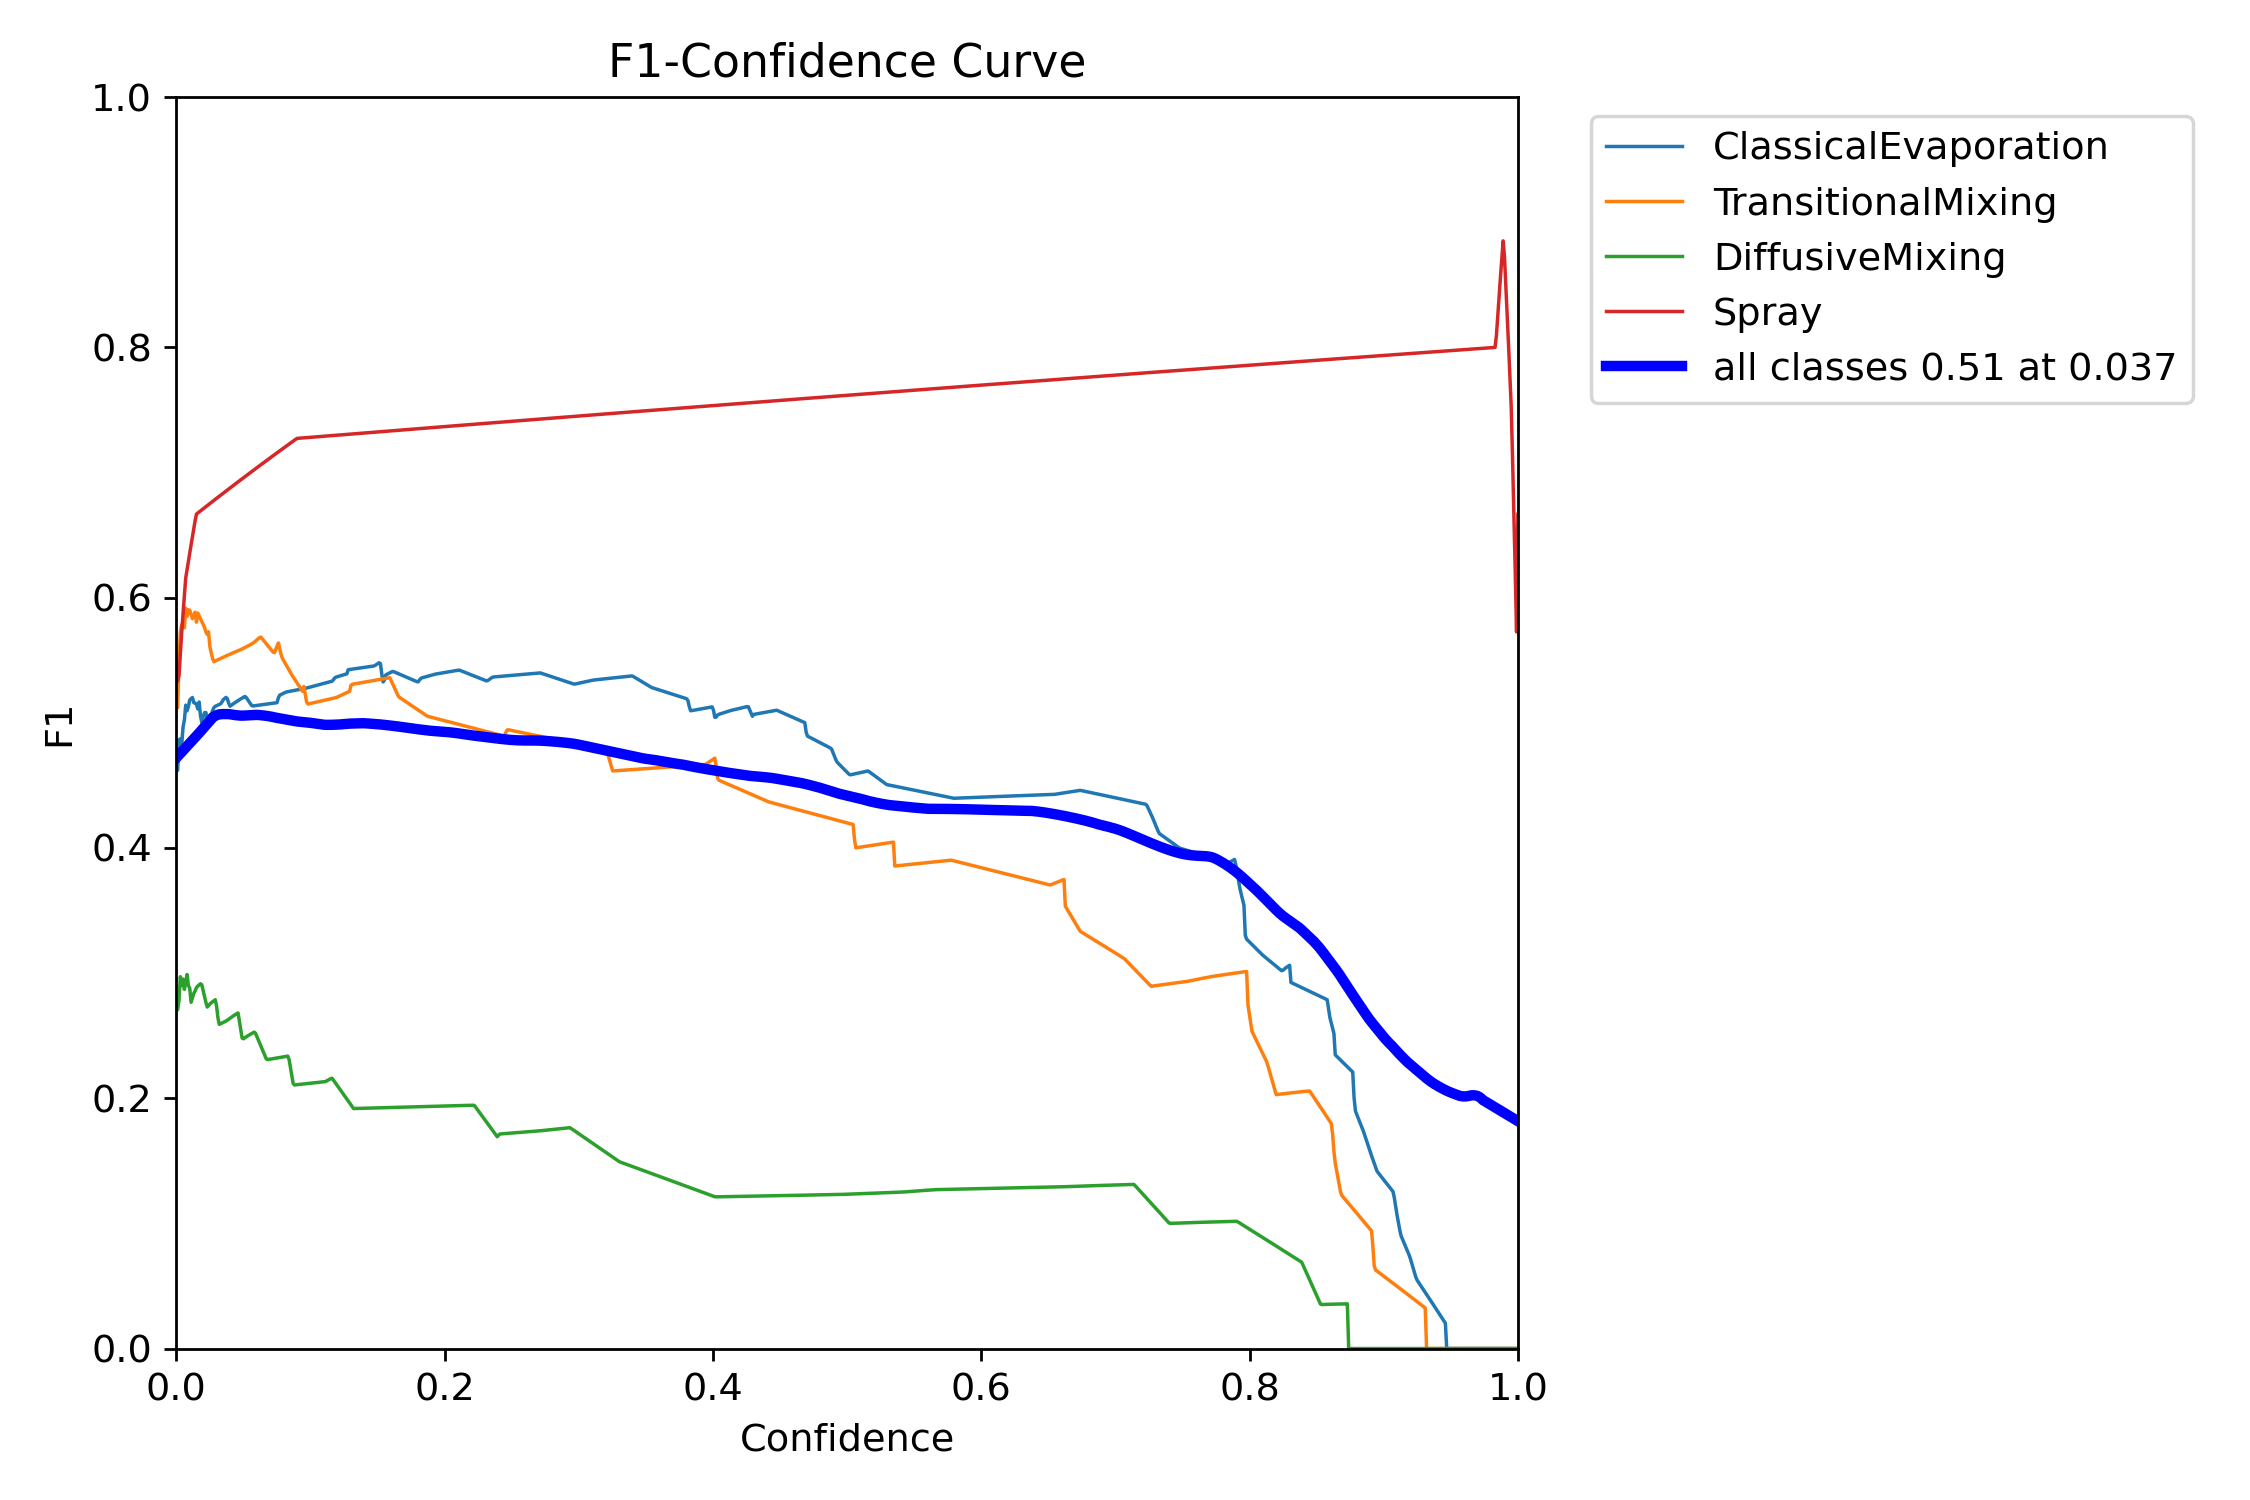 F1-Confidence Curve
1.0
0.8
0.6
0.4
0.2
0.0
F1
0.0 0.2 0.4 0.6 0.8 1.0
Confidence
ClassicalEvaporation
TransitionalMixing
DiffusiveMixing
Spray
all classes 0.51 at 0.037